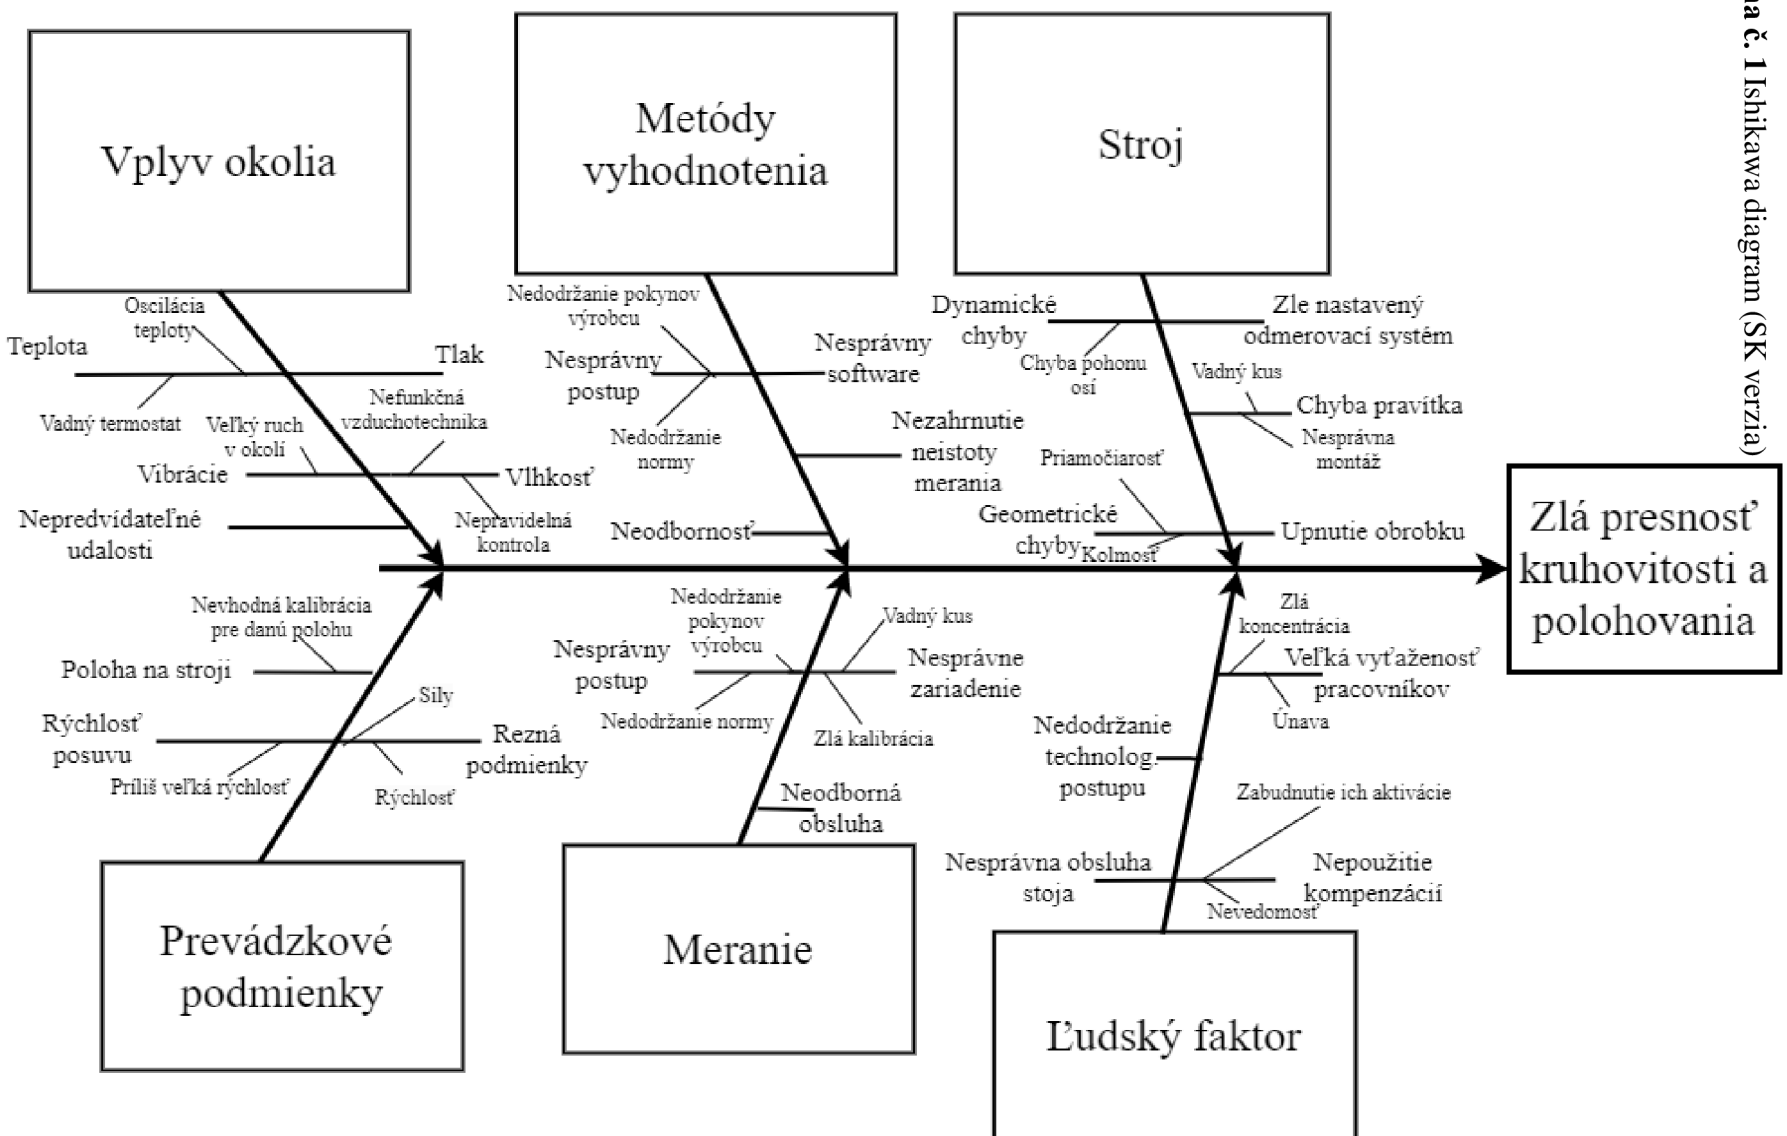 na č. 1 Ishikawa diagram (SK verzia)
Vplyv okolia
Metódy
vyhodnotenia
Stroj
Oscilácia
teploty
Teplota
Tlak
Vadný termostat
Veľký ruch
v okolí
Nefunkčná
vzduchotechnika
Vibrácie
Vlhkosť
Nepravidelná
kontrola
Nepredvídateľné
udalosti
Nedodržanie pokynov
výrobcu
Nesprávny
postup
Nesprávny
software
Nedodržanie
normy
Nezahrnutie
neistoty
merania
Neodbornosť
Dynamické
chyby
Zle nastavený
odmerovací systém
Chyba pohonu
osí
Vadný kus
Chyba pravítka
Nesprávna
montáž
Priamočiarosť
Geometrické
chyby
Kolmosť
Upnutie obrobku
Zlá presnosť
kruhovitosti a
polohovania
Nevhodná kalibrácia
pre danú polohu
Poloha na stroji
Sily
Rýchlosť
posuvu
Rezná
podmienky
Príliš veľká rýchlosť
Rýchlosť
Nedodržanie
pokynov
výrobcu
Vadný kus
Nesprávny
postup
Nesprávne
zariadenie
Nedodržanie normy
Zlá kalibrácia
Neodborná
obsluha
Zlá
koncentrácia
Veľká vyťaženosť
pracovníkov
Únava
Nedodržanie
technolog.
postupu
Zabudnutie ich aktivácie
Nesprávna obsluha
stoja
Nepoužitie
kompenzácií
Nevedomosť
Prevádzkové
podmienky
Meranie
Ľudský faktor